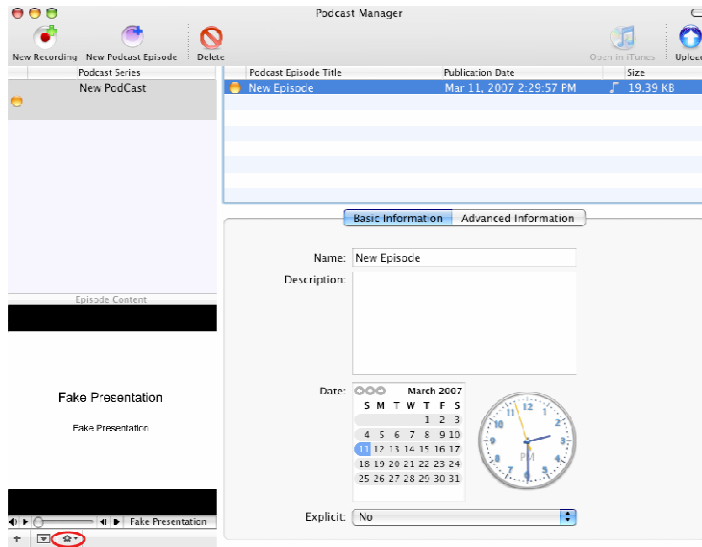 Podcast Manager
New Recording New Podcast Episode Delete Open in iTunes Upload
Podcast Series Podcast Episode Title Publication Date Size
New PodCast New Episode Mar 11, 2007 2:29:57 PM 19.39 KB
Basic Information Advanced Information
Name: New Episode
Description:
Episode Content
Fake Presentation
Fake Presentation
Date: March 2007
S M T W T F S
1 2 3
4 5 6 7 8 9 10
11 12 13 14 15 16 17
18 19 20 21 22 23 24
25 26 27 28 29 30 31
11 12 1
10 2
9 3
8 PM 4
7 6 5
Fake Presentation
Explicit: No